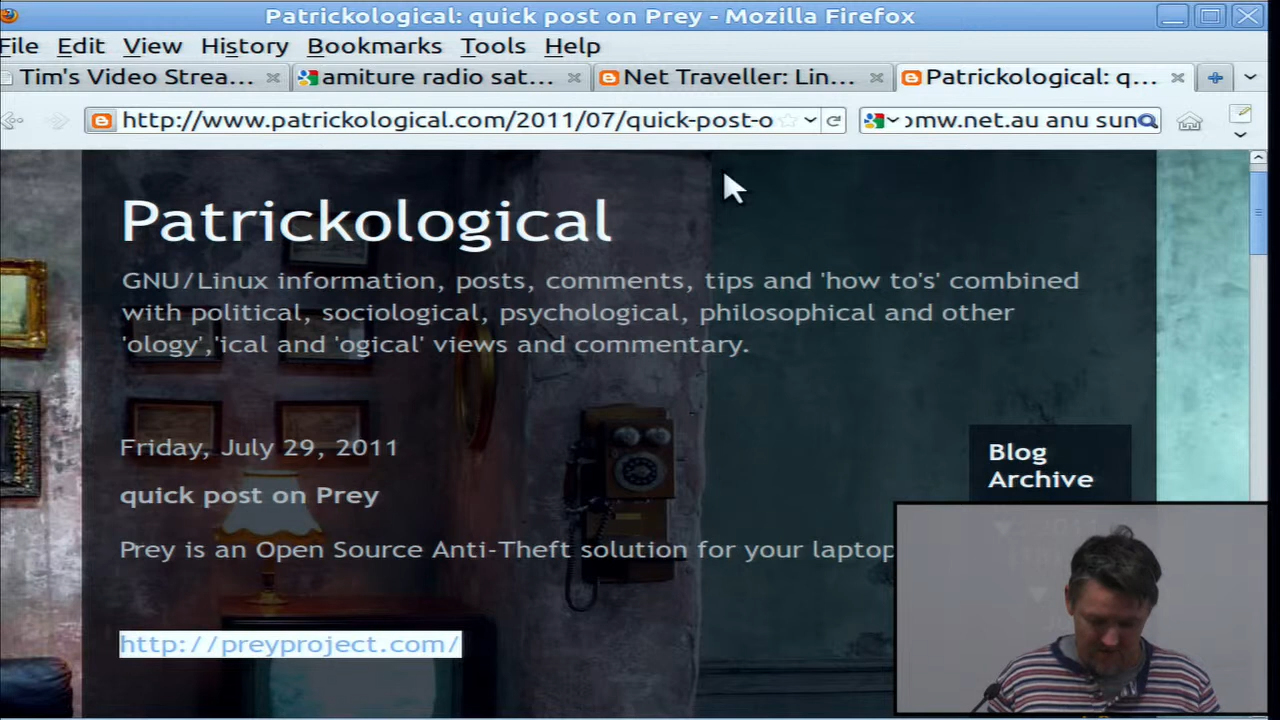 Patrickological: quick post on Prey - Mozilla Firefox
File Edit View History Bookmarks Tools Help
Tim's Video Strea... amiture radio sat... Net Traveller: Lin... Patrickological: q...
http://www.patrickological.com/2011/07/quick-post-o omw.net.au anu sun
Patrickological
GNU/Linux information, posts, comments, tips and 'how to's' combined
with political, sociological, psychological, philosophical and other
'ology','ical and 'ogical' views and commentary.
Friday, July 29, 2011
Blog
Archive
quick post on Prey
Prey is an Open Source Anti-Theft solution for your laptop
http://preyproject.com/